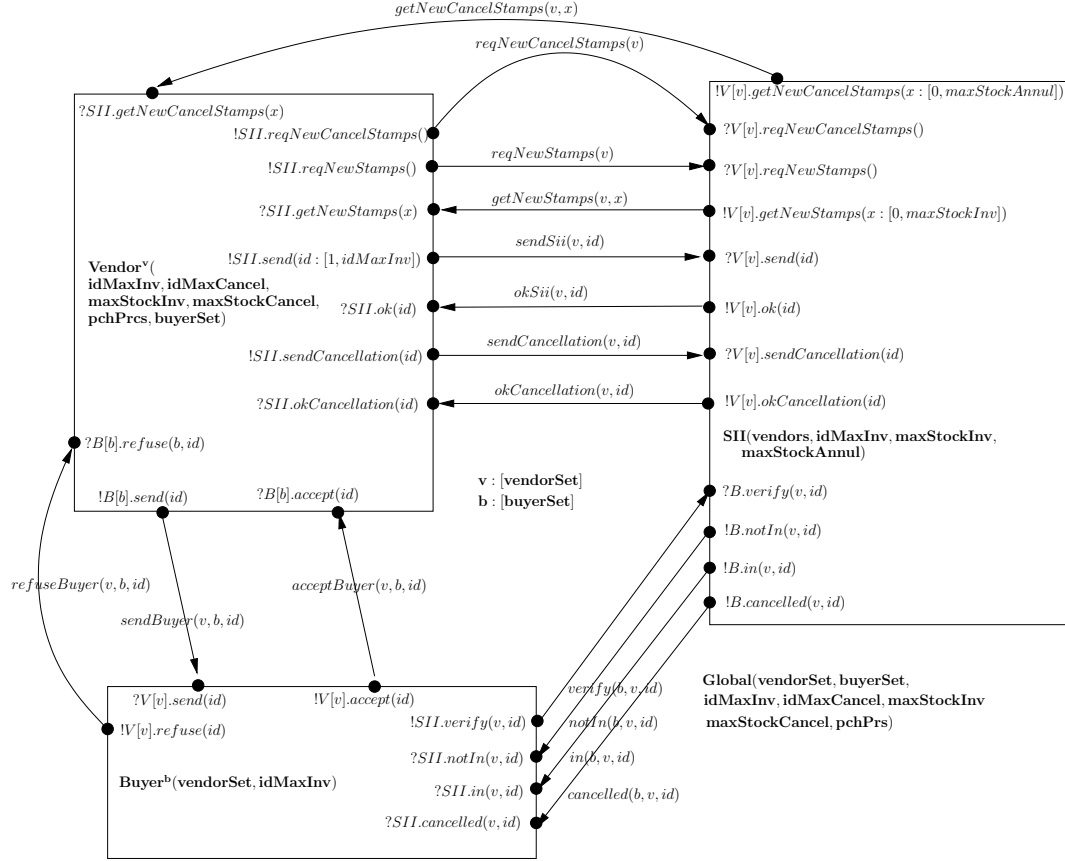 getNewCancelStamps(v, x)
reqNewCancelStamps(v)
!V[v].getNewCancelStamps(x : [0, maxStockAnnul])
?SII.getNewCancelStamps(x)
!SII.reqNewCancelStamps()
?V[v].reqNewCancelStamps()
reqNewStamps(v)
!SII.reqNewStamps()
?V[v].reqNewStamps()
getNewStamps(v, x)
?SII.getNewStamps(x)
!V[v].getNewStamps(x : [0, maxStockInv])
sendSii(v, id)
!SII.send(id : [1, idMaxInv])
?V[v].send(id)
Vendor^v(
idMaxInv, idMaxCancel,
maxStockInv, maxStockCancel,
pchPrcs, buyerSet)
okSii(v, id)
?SII.ok(id)
!V[v].ok(id)
sendCancellation(v, id)
!SII.sendCancellation(id)
?V[v].sendCancellation(id)
okCancellation(v, id)
?SII.okCancellation(id)
!V[v].okCancellation(id)
?B[b].refuse(b, id)
SII(vendors, idMaxInv, maxStockInv,
maxStockAnnul)
!B[b].send(id)
?B[b].accept(id)
v : [vendorSet]
b : [buyerSet]
?B.verify(v, id)
!B.notIn(v, id)
!B.in(v, id)
!B.cancelled(v, id)
refuseBuyer(v, b, id)
acceptBuyer(v, b, id)
sendBuyer(v, b, id)
Global(vendorSet, buyerSet,
idMaxInv, idMaxCancel, maxStockInv
maxStockCancel, pchPrs)
?V[v].send(id)
!V[v].accept(id)
verify(b, v, id)
!V[v].refuse(id)
!SII.verify(v, id)
notIn(b, v, id)
?SII.notIn(v, id)
in(b, v, id)
Buyer^b(vendorSet, idMaxInv)
?SII.in(v, id)
cancelled(b, v, id)
?SII.cancelled(v, id)